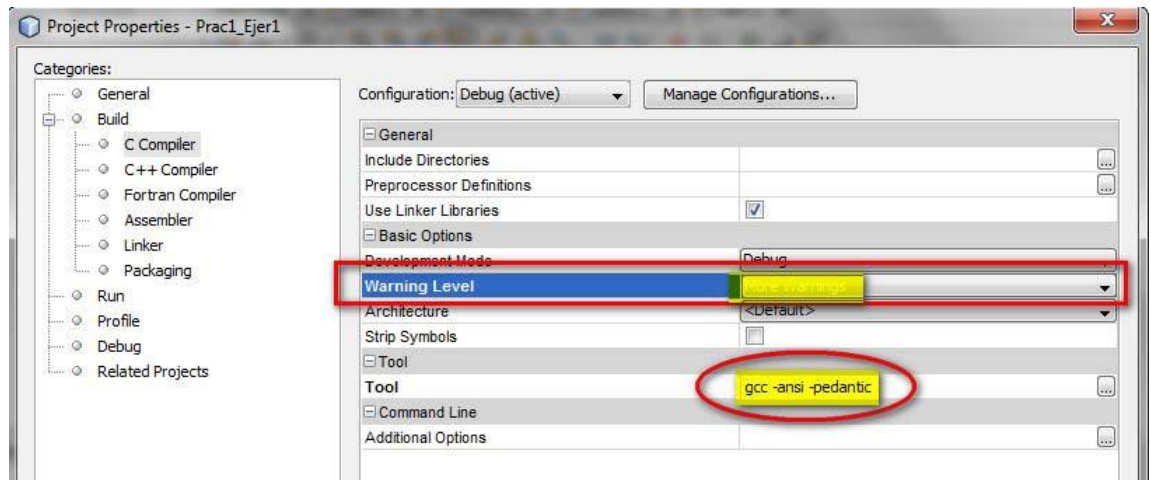 Project Properties - Prac1_Ejer1
Categories:
General
Build
C Compiler
C++ Compiler
Fortran Compiler
Assembler
Linker
Packaging
Run
Profile
Debug
Related Projects
Configuration: Debug (active) Manage Configurations...
General
Include Directories ...
Preprocessor Definitions ...
Use Linker Libraries
Basic Options
Development Mode Debug
Warning Level More Warnings
Architecture <Default>
Strip Symbols
Tool
Tool gcc -ansi -pedantic ...
Command Line
Additional Options ...